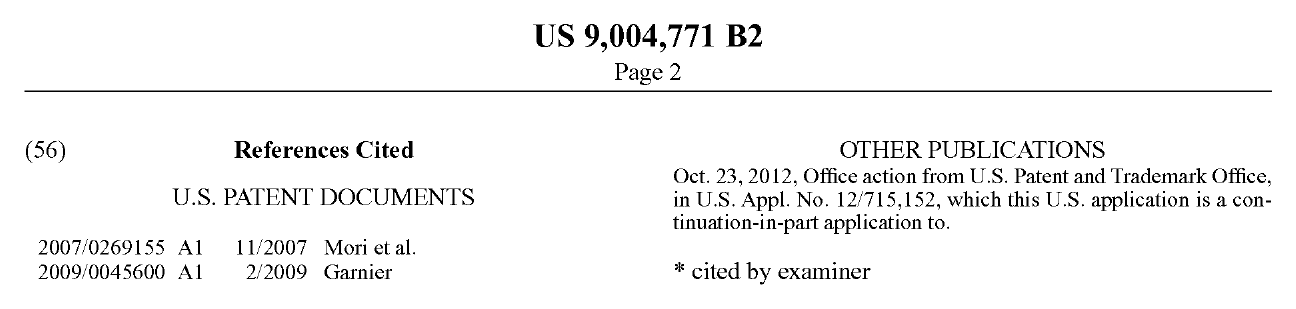 US 9,004,771 B2
Page 2
(56) References Cited
U.S. PATENT DOCUMENTS
2007/0269155 A1 11/2007 Mori et al.
2009/0045600 A1 2/2009 Garnier
OTHER PUBLICATIONS
Oct. 23, 2012, Office action from U.S. Patent and Trademark Office,
in U.S. Appl. No. 12/715,152, which this U.S. application is a con-
tinuation-in-part application to.
* cited by examiner